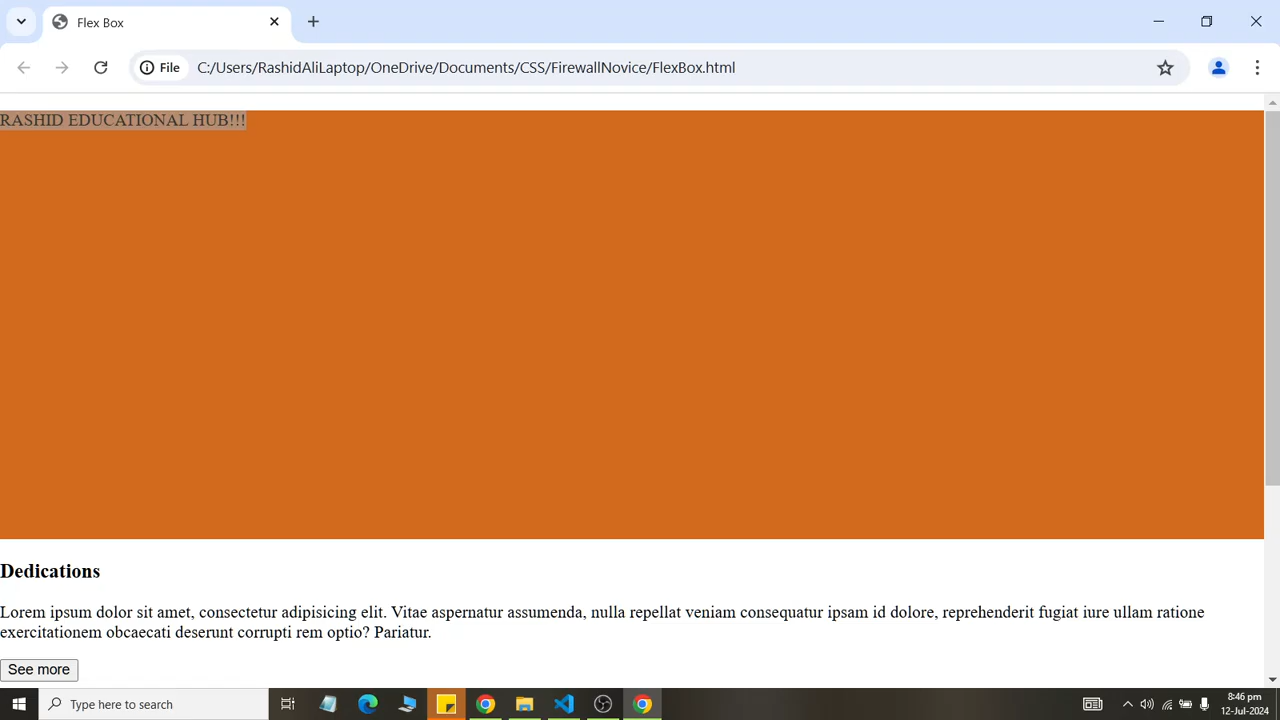 Flex Box
File
C:/Users/RashidAliLaptop/OneDrive/Documents/CSS/FirewallNovice/FlexBox.html
RASHID EDUCATIONAL HUB!!!
Dedications
Lorem ipsum dolor sit amet, consectetur adipisicing elit. Vitae aspernatur assumenda, nulla repellat veniam consequatur ipsam id dolore, reprehenderit fugiat iure ullam ratione
exercitationem obcaecati deserunt corrupti rem optio? Pariatur.
See more
Type here to search
8:46 pm
12-Jul-2024